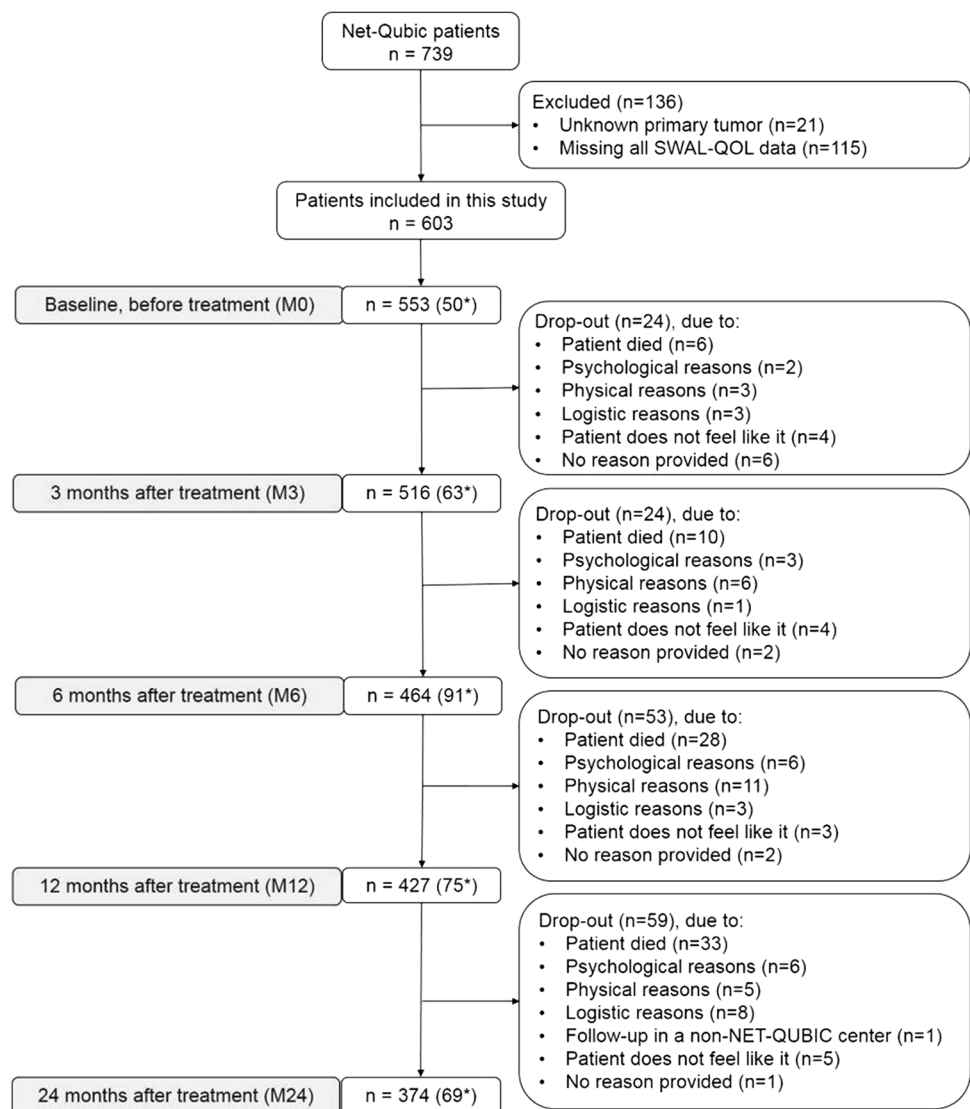 Net-Qubic patients
n = 739
Excluded (n=136)
• Unknown primary tumor (n=21)
• Missing all SWAL-QOL data (n=115)
Patients included in this study
n = 603
Baseline, before treatment (M0)
n = 553 (50*)
Drop-out (n=24), due to:
• Patient died (n=6)
• Psychological reasons (n=2)
• Physical reasons (n=3)
• Logistic reasons (n=3)
• Patient does not feel like it (n=4)
• No reason provided (n=6)
3 months after treatment (M3)
n = 516 (63*)
Drop-out (n=24), due to:
• Patient died (n=10)
• Psychological reasons (n=3)
• Physical reasons (n=6)
• Logistic reasons (n=1)
• Patient does not feel like it (n=4)
• No reason provided (n=2)
6 months after treatment (M6)
n = 464 (91*)
Drop-out (n=53), due to:
• Patient died (n=28)
• Psychological reasons (n=6)
• Physical reasons (n=11)
• Logistic reasons (n=3)
• Patient does not feel like it (n=3)
• No reason provided (n=2)
12 months after treatment (M12)
n = 427 (75*)
Drop-out (n=59), due to:
• Patient died (n=33)
• Psychological reasons (n=6)
• Physical reasons (n=5)
• Logistic reasons (n=8)
• Follow-up in a non-NET-QUBIC center (n=1)
• Patient does not feel like it (n=5)
• No reason provided (n=1)
24 months after treatment (M24)
n = 374 (69*)